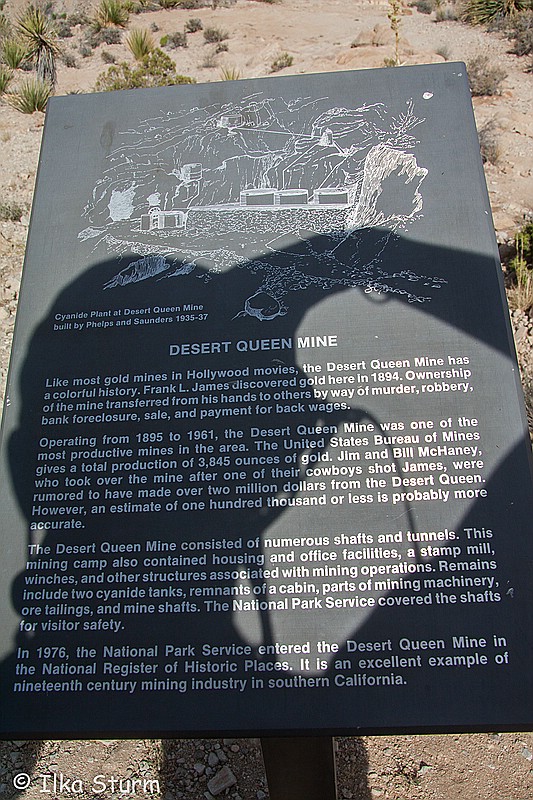 Cyanide Plant at Desert Queen Mine
built by Phelps and Saunders 1935-37
DESERT QUEEN MINE
Like most gold mines in Hollywood movies, the Desert Queen Mine has
a colorful history. Frank L. James discovered gold here in 1894. Ownership
of the mine transferred from his hands to others by way of murder, robbery,
bank foreclosure, sale, and payment for back wages.
Operating from 1895 to 1961, the Desert Queen Mine was one of the
most productive mines in the area. The United States Bureau of Mines
gives a total production of 3,845 ounces of gold. Jim and Bill McHaney,
who took over the mine after one of their cowboys shot James, were
rumored to have made over two million dollars from the Desert Queen.
However, an estimate of one hundred thousand or less is probably more
accurate.
The Desert Queen Mine consisted of numerous shafts and tunnels. This
mining camp also contained housing and office facilities, a stamp mill,
winches, and other structures associated with mining operations. Remains
include two cyanide tanks, remnants of a cabin, parts of mining machinery,
ore tailings, and mine shafts. The National Park Service covered the shafts
for visitor safety.
In 1976, the National Park Service entered the Desert Queen Mine in
the National Register of Historic Places. It is an excellent example of
nineteenth century mining industry in southern California.
© Ilka Sturm